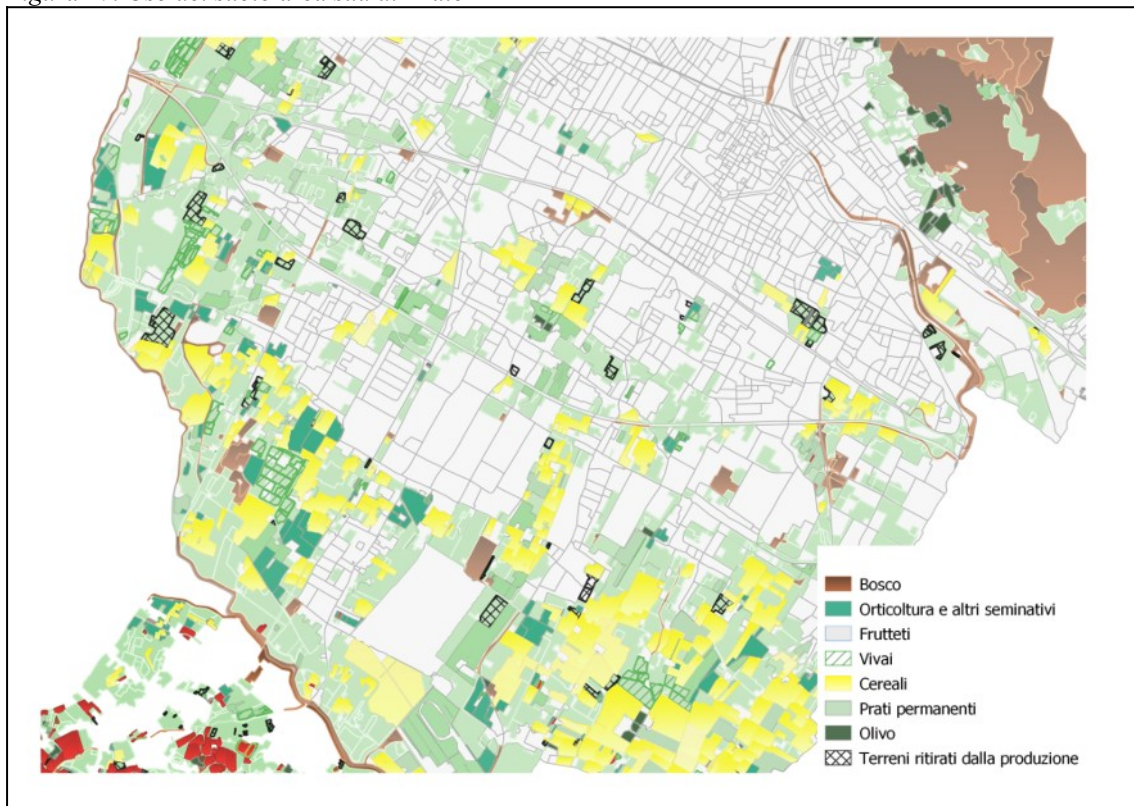 Bosco
Orticoltura e altri seminativi
Frutteti
Vivai
Cereali
Prati permanenti
Olivo
Terreni ritirati dalla produzione